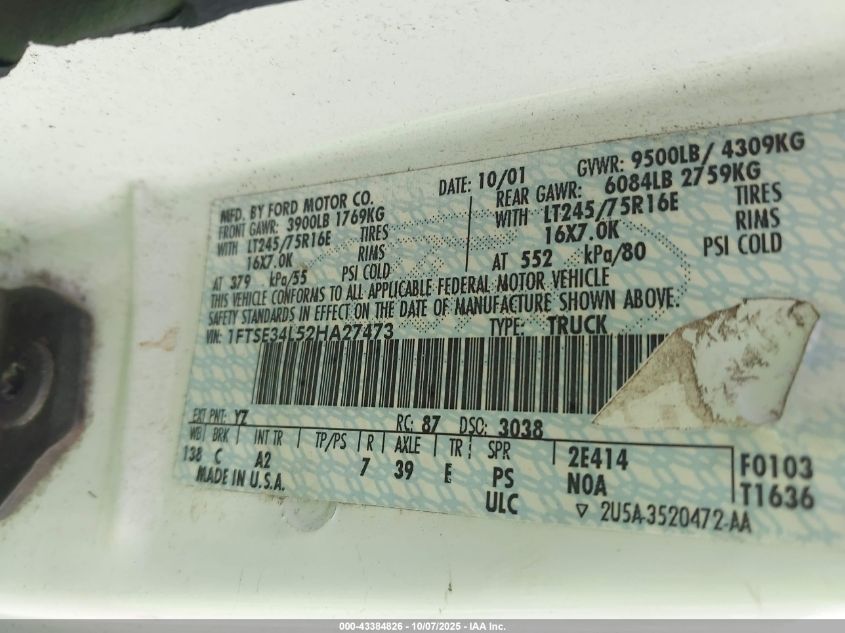 MFD. BY FORD MOTOR CO. DATE: 10/01 GVWR: 9500LB/ 4309KG
FRONT GAWR: 3900LB 1769KG REAR GAWR: 6084LB 2759KG
WITH LT245/75R16E TIRES WITH LT245/75R16E TIRES
16X7.0K RIMS 16X7.0K RIMS
AT 379 kPa/55 PSI COLD AT 552 kPa/80 PSI COLD
THIS VEHICLE CONFORMS TO ALL APPLICABLE FEDERAL MOTOR VEHICLE
SAFETY STANDARDS IN EFFECT ON THE DATE OF MANUFACTURE SHOWN ABOVE.
VIN: 1FTSE34L52HA27473 TYPE: TRUCK
EXT PNT: YZ RC: 87 DSO: 3038
WB BRK INT TR TP/PS R AXLE TR SPR 2E414 F0103
138 C A2 7 39 E PS N0A T1636
MADE IN U.S.A. ULC ▽ 2U5A-3520472-AA
000-43384826 - 10/07/2025 - IAA Inc.